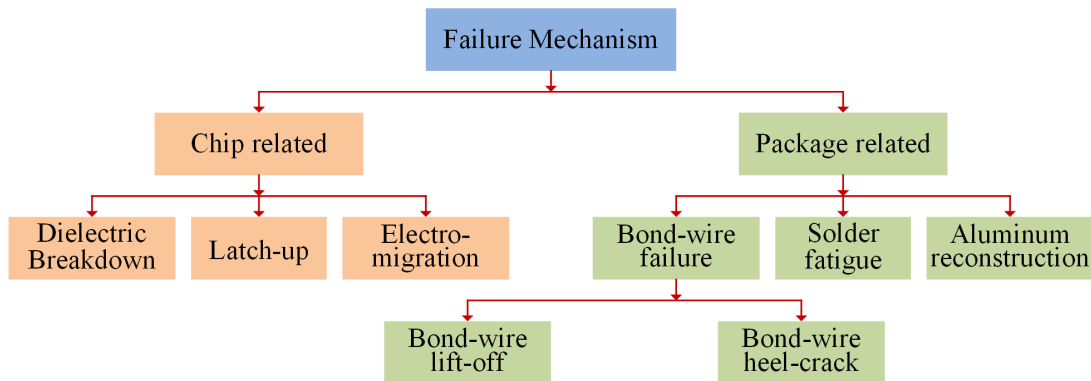 Failure Mechanism
Chip related
Package related
Dielectric
Breakdown
Latch-up
Electro-
migration
Bond-wire
failure
Solder
fatigue
Aluminum
reconstruction
Bond-wire
lift-off
Bond-wire
heel-crack